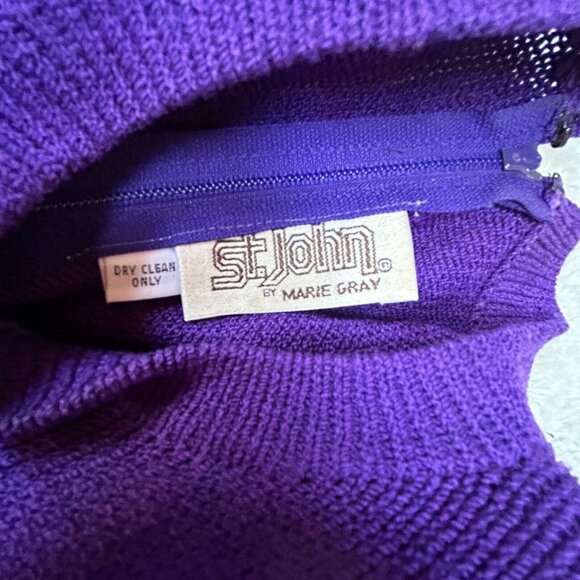 St. John®
BY MARIE GRAY
DRY CLEAN
ONLY